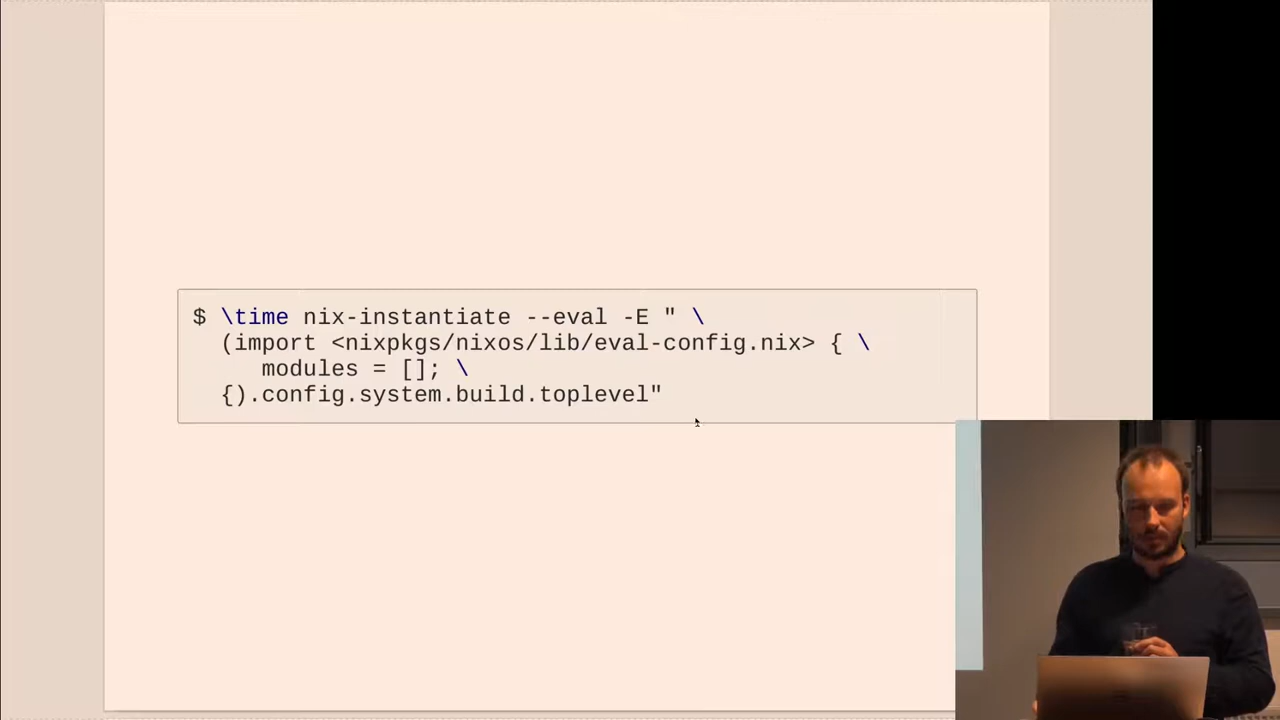 $ \time nix-instantiate --eval -E " \
(import <nixpkgs/nixos/lib/eval-config.nix> { \
modules = []; \
{).config.system.build.toplevel"